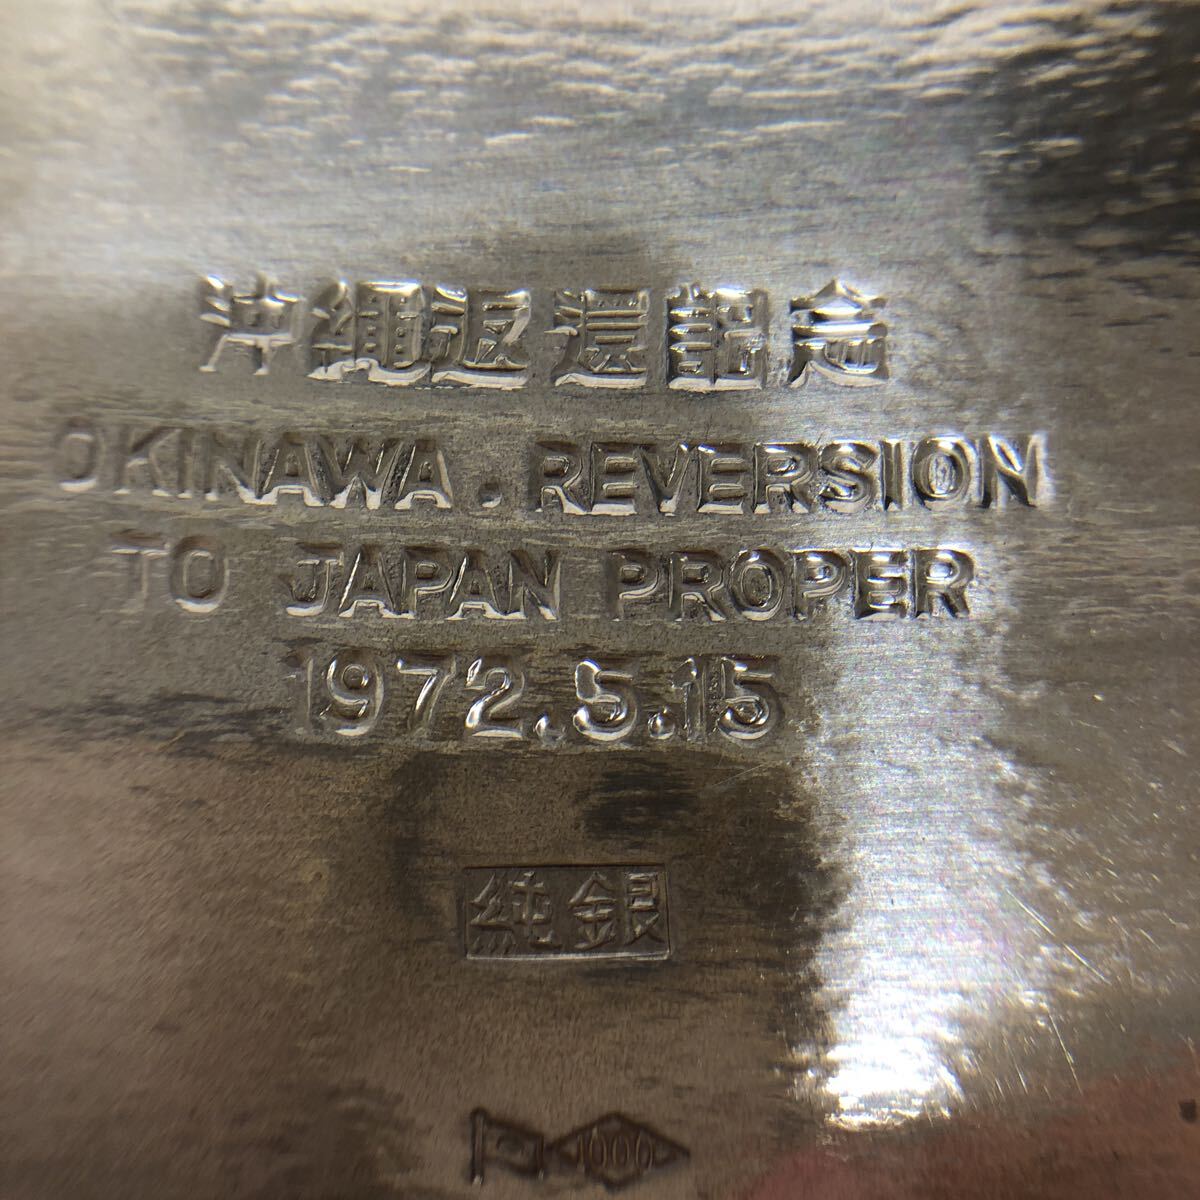 沖縄返還記念
OKINAWA. REVERSION
TO JAPAN PROPER
1972.5.15
純銀
1000